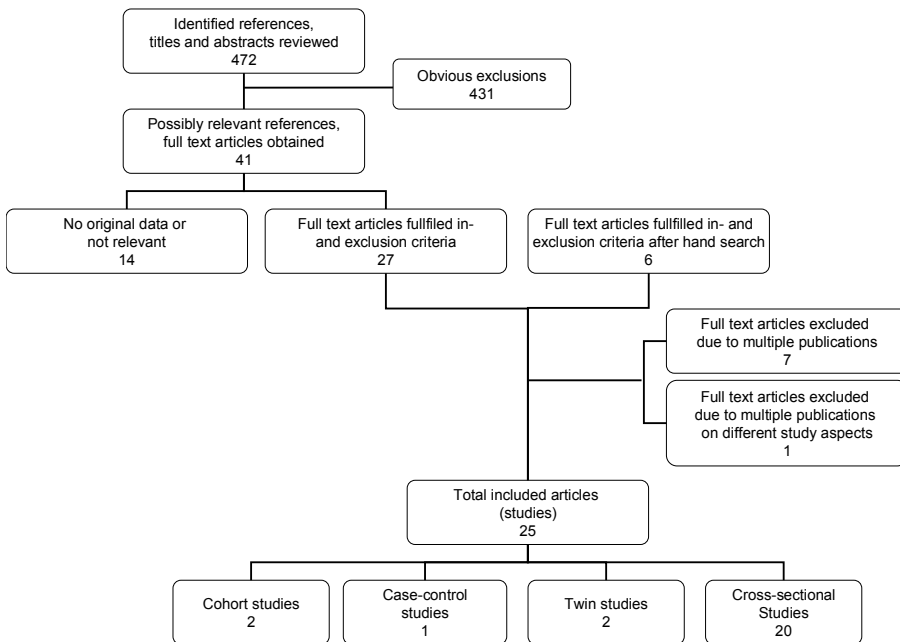 Identified references,
titles and abstracts reviewed
472
Obvious exclusions
431
Possibly relevant references,
full text articles obtained
41
No original data or
not relevant
14
Full text articles fullfiled in-
and exclusion criteria
27
Full text articles fullfilled in- and
exclusion criteria after hand search
6
Full text articles excluded
due to multiple publications
7
Full text articles excluded
due to multiple publications
on different study aspects
1
Total included articles
(studies)
25
Cohort studies
2
Case-control
studies
1
Twin studies
2
Cross-sectional
Studies
20